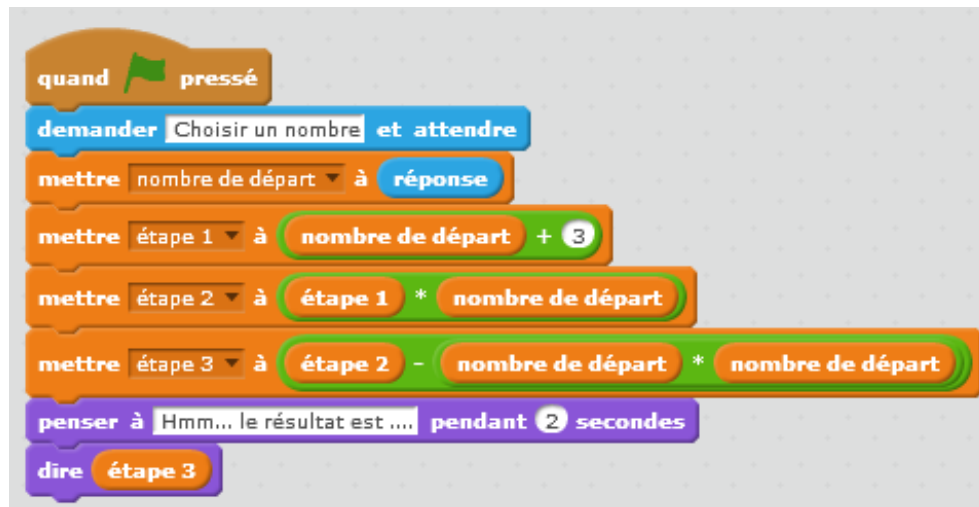 quand pressé
demander Choisir un nombre et attendre
mettre nombre de départ à réponse
mettre étape 1 à nombre de départ + 3
mettre étape 2 à étape 1 * nombre de départ
mettre étape 3 à étape 2 - nombre de départ * nombre de départ
penser à Hmm... le résultat est .... pendant 2 secondes
dire étape 3